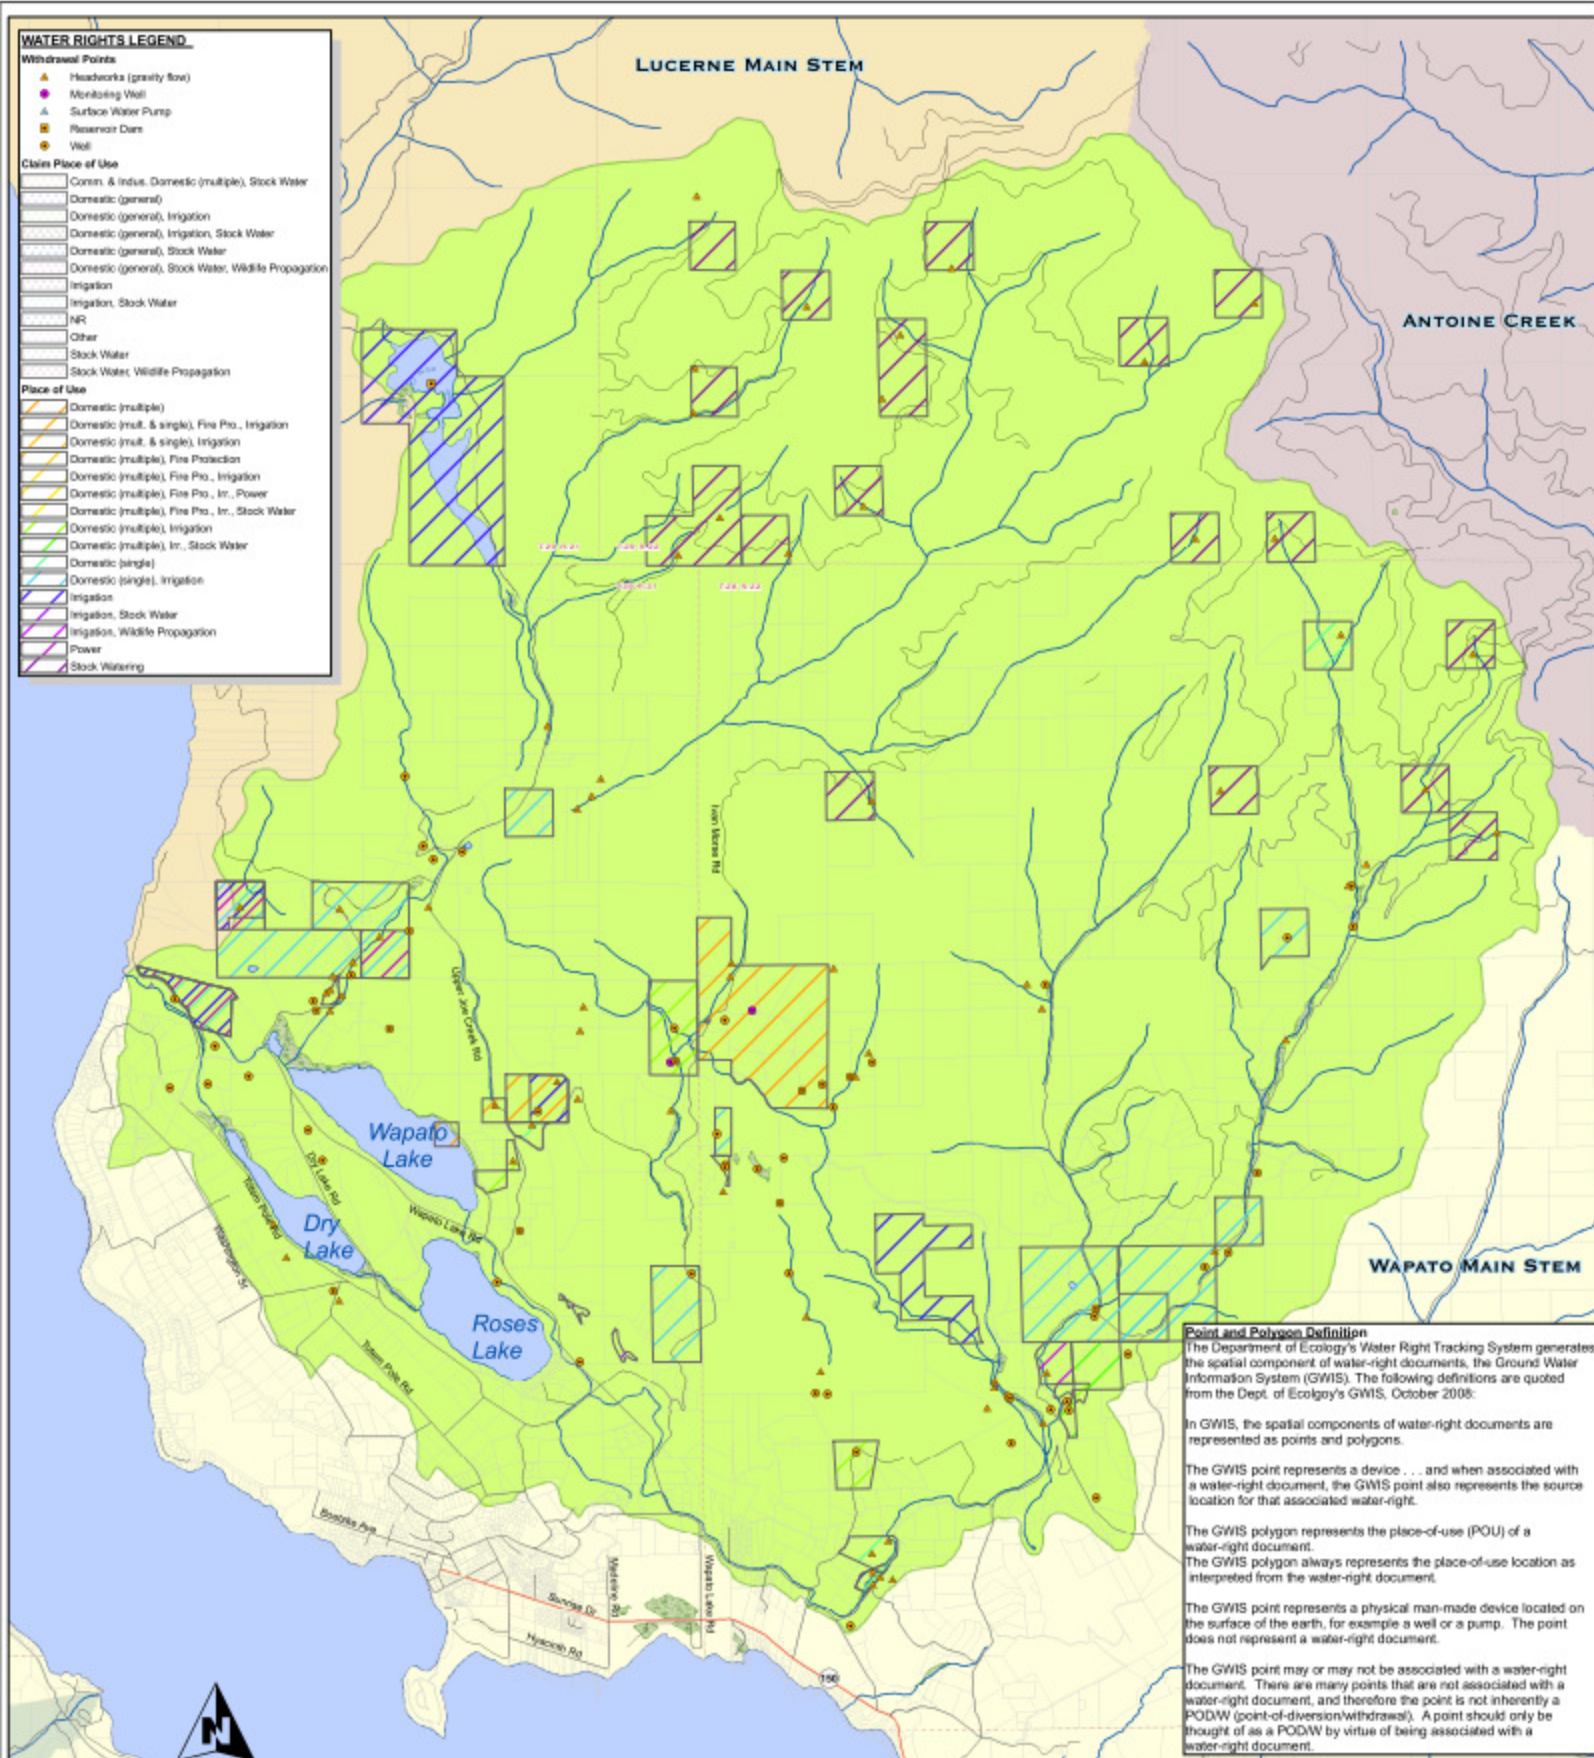 WATER RIGHTS LEGEND
Withdrawal Points
Headworks (gravity flow)
Monitoring Well
Surface Water Pump
Reservoir Dam
Well
Claim Place of Use
Comm. & Indus. Domestic (multiple), Stock Water
Domestic (general)
Domestic (general), Irrigation
Domestic (general), Irrigation, Stock Water
Domestic (general), Stock Water
Domestic (general), Stock Water, Wildlife Propagation
Irrigation
Irrigation, Stock Water
NR
Other
Stock Water
Stock Water, Wildlife Propagation
Place of Use
Domestic (multiple)
Domestic (mult. & single), Fire Pro., Irrigation
Domestic (mult. & single), Irrigation
Domestic (multiple), Fire Protection
Domestic (multiple), Fire Pro., Irrigation
Domestic (multiple), Fire Pro., Irr., Power
Domestic (multiple), Fire Pro., Irr., Stock Water
Domestic (multiple), Irrigation
Domestic (multiple), Irr., Stock Water
Domestic (single)
Domestic (single), Irrigation
Irrigation
Irrigation, Stock Water
Irrigation, Wildlife Propagation
Power
Stock Watering
LUCERNE MAIN STEM
ANTOINE CREEK
Ivan Morse Rd
Upper Joe Creek Rd
Wapato
Lake
Dry Lake Rd
Totem Pole Rd
Dry
Lake
Wapato Lake Rd
Washington St
Roses
Lake
Totem Pole Rd
WAPATO MAIN STEM
Boetzke Ave
Madeline Rd
Wapato Lake Rd
Sunrise Dr
Hyacinth Rd
150
N
Point and Polygon Definition
The Department of Ecology's Water Right Tracking System generates
the spatial component of water-right documents, the Ground Water
Information System (GWIS). The following definitions are quoted
from the Dept. of Ecolgoy's GWIS, October 2008:
In GWIS, the spatial components of water-right documents are
represented as points and polygons.
The GWIS point represents a device . . . and when associated with
a water-right document, the GWIS point also represents the source
location for that associated water-right.
The GWIS polygon represents the place-of-use (POU) of a
water-right document.
The GWIS polygon always represents the place-of-use location as
interpreted from the water-right document.
The GWIS point represents a physical man-made device located on
the surface of the earth, for example a well or a pump. The point
does not represent a water-right document.
The GWIS point may or may not be associated with a water-right
document. There are many points that are not associated with a
water-right document, and therefore the point is not inherently a
POD/W (point-of-diversion/withdrawal). A point should only be
thought of as a POD/W by virtue of being associated with a
water-right document.